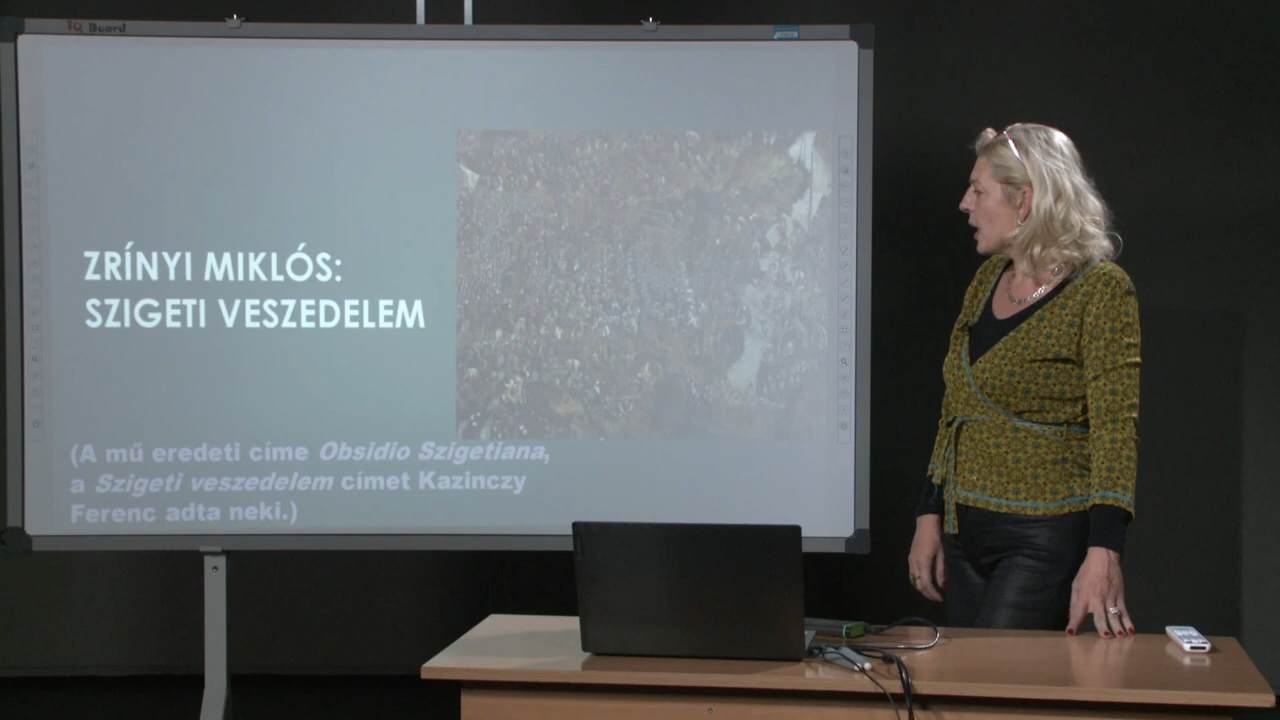 IQ Board
ZRÍNYI MIKLÓS:
SZIGETI VESZEDELEM
(A mű eredeti címe Obsidio Szigetiana,
a Szigeti veszedelem címet Kazinczy
Ferenc adta neki.)